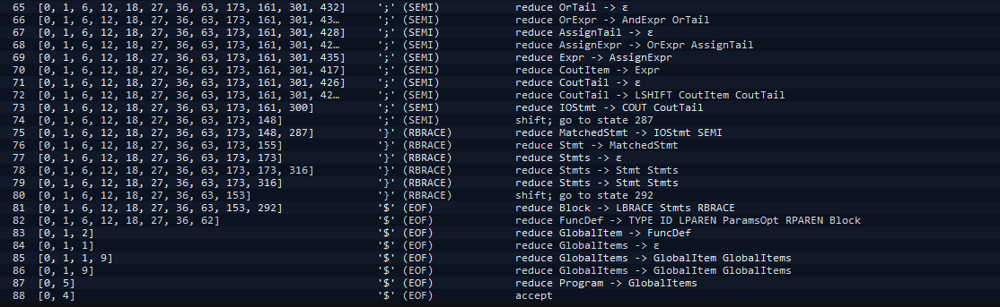 65 [0, 1, 6, 12, 18, 27, 36, 63, 173, 161, 301, 432] ';' (SEMI) reduce OrTail -> ε
66 [0, 1, 6, 12, 18, 27, 36, 63, 173, 161, 301, 43… ';' (SEMI) reduce OrExpr -> AndExpr OrTail
67 [0, 1, 6, 12, 18, 27, 36, 63, 173, 161, 301, 428] ';' (SEMI) reduce AssignTail -> ε
68 [0, 1, 6, 12, 18, 27, 36, 63, 173, 161, 301, 42… ';' (SEMI) reduce AssignExpr -> OrExpr AssignTail
69 [0, 1, 6, 12, 18, 27, 36, 63, 173, 161, 301, 435] ';' (SEMI) reduce Expr -> AssignExpr
70 [0, 1, 6, 12, 18, 27, 36, 63, 173, 161, 301, 417] ';' (SEMI) reduce CoutItem -> Expr
71 [0, 1, 6, 12, 18, 27, 36, 63, 173, 161, 301, 426] ';' (SEMI) reduce CoutTail -> ε
72 [0, 1, 6, 12, 18, 27, 36, 63, 173, 161, 301, 42… ';' (SEMI) reduce CoutTail -> LSHIFT CoutItem CoutTail
73 [0, 1, 6, 12, 18, 27, 36, 63, 173, 161, 300] ';' (SEMI) reduce IOStmt -> COUT CoutTail
74 [0, 1, 6, 12, 18, 27, 36, 63, 173, 148] ';' (SEMI) shift; go to state 287
75 [0, 1, 6, 12, 18, 27, 36, 63, 173, 148, 287] '}' (RBRACE) reduce MatchedStmt -> IOStmt SEMI
76 [0, 1, 6, 12, 18, 27, 36, 63, 173, 155] '}' (RBRACE) reduce Stmt -> MatchedStmt
77 [0, 1, 6, 12, 18, 27, 36, 63, 173, 173] '}' (RBRACE) reduce Stmts -> ε
78 [0, 1, 6, 12, 18, 27, 36, 63, 173, 173, 316] '}' (RBRACE) reduce Stmts -> Stmt Stmts
79 [0, 1, 6, 12, 18, 27, 36, 63, 173, 316] '}' (RBRACE) reduce Stmts -> Stmt Stmts
80 [0, 1, 6, 12, 18, 27, 36, 63, 153] '}' (RBRACE) shift; go to state 292
81 [0, 1, 6, 12, 18, 27, 36, 63, 153, 292] '$' (EOF) reduce Block -> LBRACE Stmts RBRACE
82 [0, 1, 6, 12, 18, 27, 36, 62] '$' (EOF) reduce FuncDef -> TYPE ID LPAREN ParamsOpt RPAREN Block
83 [0, 1, 2] '$' (EOF) reduce GlobalItem -> FuncDef
84 [0, 1, 1] '$' (EOF) reduce GlobalItems -> ε
85 [0, 1, 1, 9] '$' (EOF) reduce GlobalItems -> GlobalItem GlobalItems
86 [0, 1, 9] '$' (EOF) reduce GlobalItems -> GlobalItem GlobalItems
87 [0, 5] '$' (EOF) reduce Program -> GlobalItems
88 [0, 4] '$' (EOF) accept